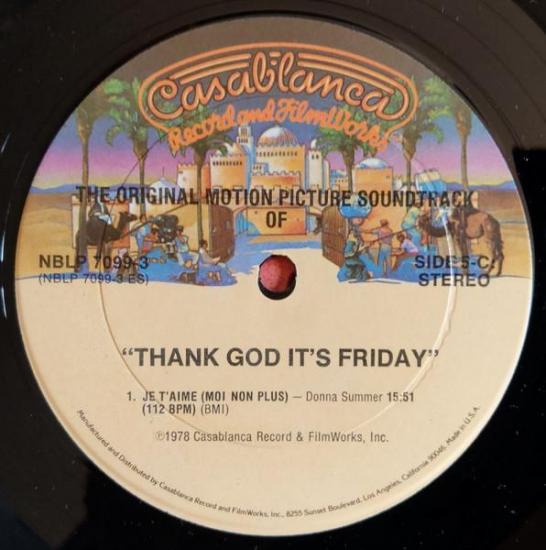 Casablanca
Record and FilmWorks
THE ORIGINAL MOTION PICTURE SOUNDTRACK
OF
NBLP 7099-3
(NBLP 7099-3 ES)
SIDE 5-C
STEREO
"THANK GOD IT'S FRIDAY"
1. JE T'AIME (MOI NON PLUS) — Donna Summer 15:51
(112 BPM) (BMI)
℗1978 Casablanca Record & FilmWorks, Inc.
Manufactured and Distributed by Casablanca Record and FilmWorks, Inc., 8255 Sunset Boulevard, Los Angeles, California 90046. Made in U.S.A.